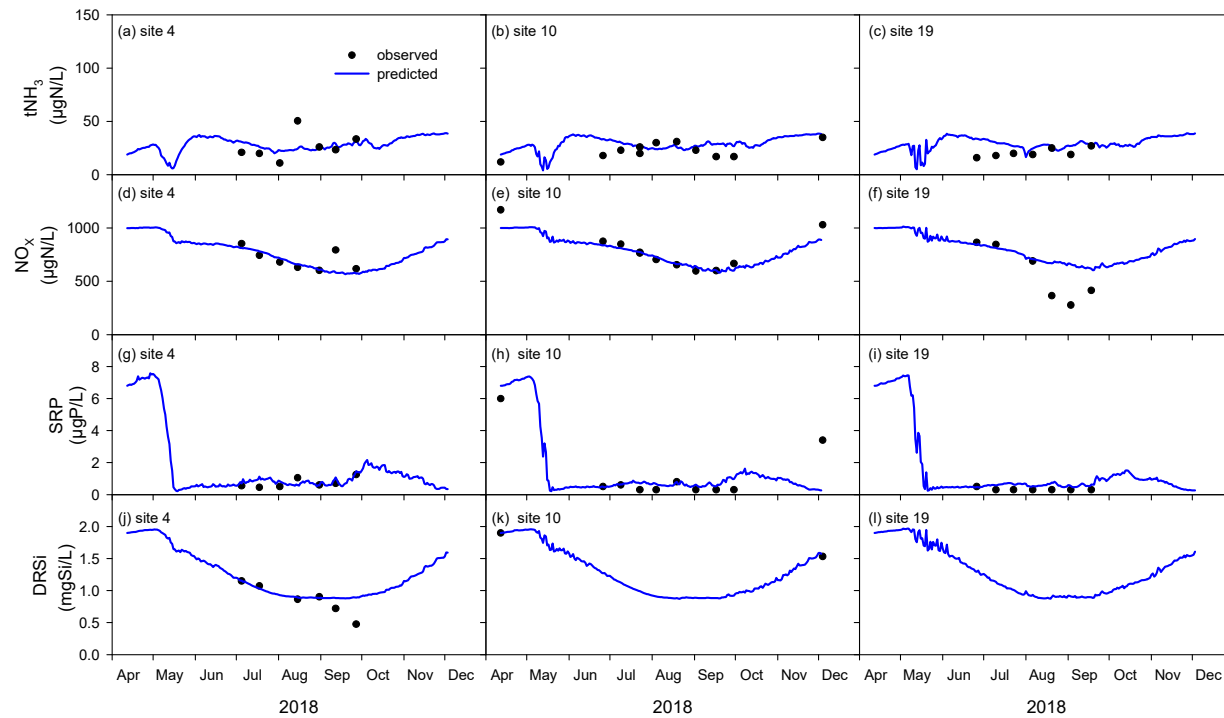 150
100
50
0
tNH3
(µgN/L)
(a) site 4
observed
predicted
(b) site 10
(c) site 19
1000
500
0
NOX
(µgN/L)
(d) site 4
(e) site 10
(f) site 19
8
6
4
2
0
SRP
(µgP/L)
(g) site 4
(h) site 10
(i) site 19
2.0
1.5
1.0
0.5
0.0
DRSi
(mgSi/L)
(j) site 4
(k) site 10
(l) site 19
Apr May Jun Jul Aug Sep Oct Nov Dec
Apr May Jun Jul Aug Sep Oct Nov Dec
Apr May Jun Jul Aug Sep Oct Nov Dec
2018
2018
2018